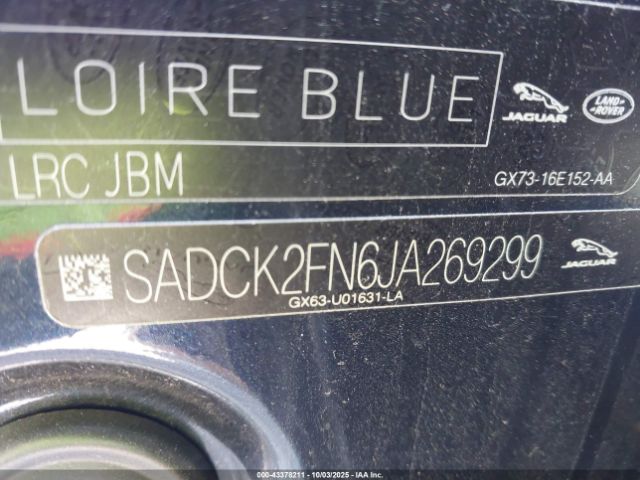 LOIRE BLUE
JAGUAR
LAND-
ROVER
LRC JBM
GX73-16E152-AA
SADCK2FN6JA269299
GX63-U01631-LA
JAGUAR
000-43378211 - 10/03/2025 - IAA Inc.